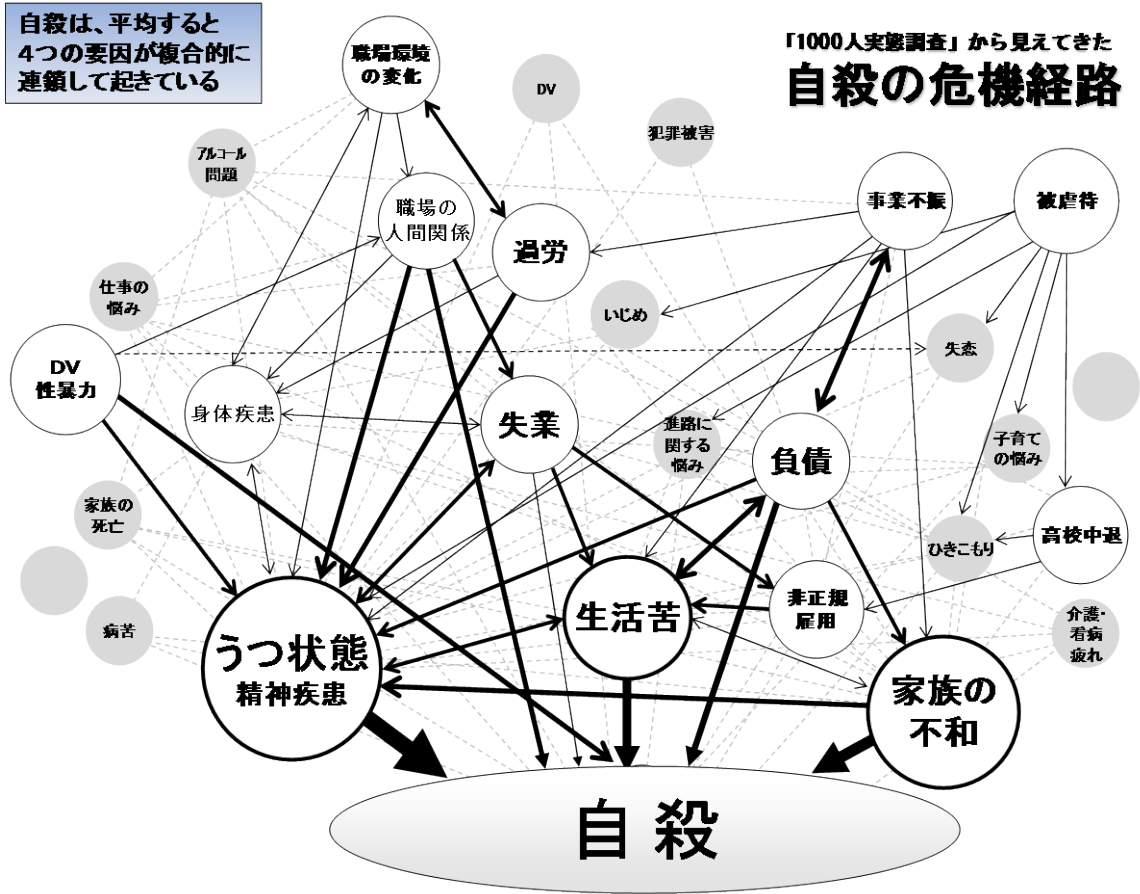 自殺は、平均すると
4つの要因が複合的に
連鎖して起きている
「1000人実態調査」から見えてきた
自殺の危機経路
職場環境
の変化
DV
犯罪被害
アルコール
問題
職場の
人間関係
過労
事業不振
被虐待
仕事の
悩み
いじめ
失恋
DV
性暴力
身体疾患
失業
進路に
関する
悩み
負債
子育て
の悩み
家族の
死亡
ひきこもり
高校中退
病苦
うつ状態
精神疾患
生活苦
非正規
雇用
介護・
看病
疲れ
家族の
不和
自殺